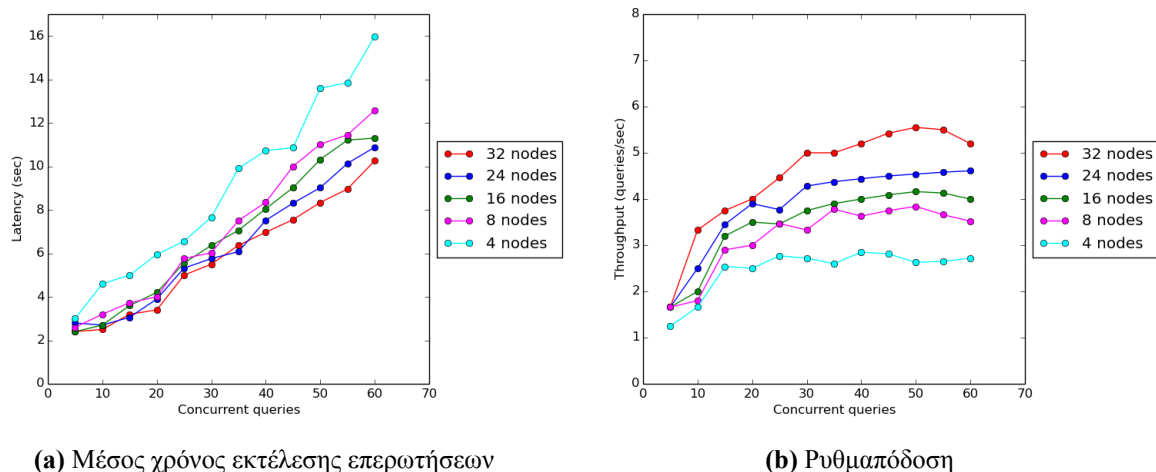 16
14
12
10
8
6
4
2
0
Latency (sec)
0 10 20 30 40 50 60 70
Concurrent queries
32 nodes
24 nodes
16 nodes
8 nodes
4 nodes
(a) Μέσος χρόνος εκτέλεσης επερωτήσεων
8
7
6
5
4
3
2
1
0
Throughput (queries/sec)
0 10 20 30 40 50 60 70
Concurrent queries
32 nodes
24 nodes
16 nodes
8 nodes
4 nodes
(b) Ρυθμαπόδοση